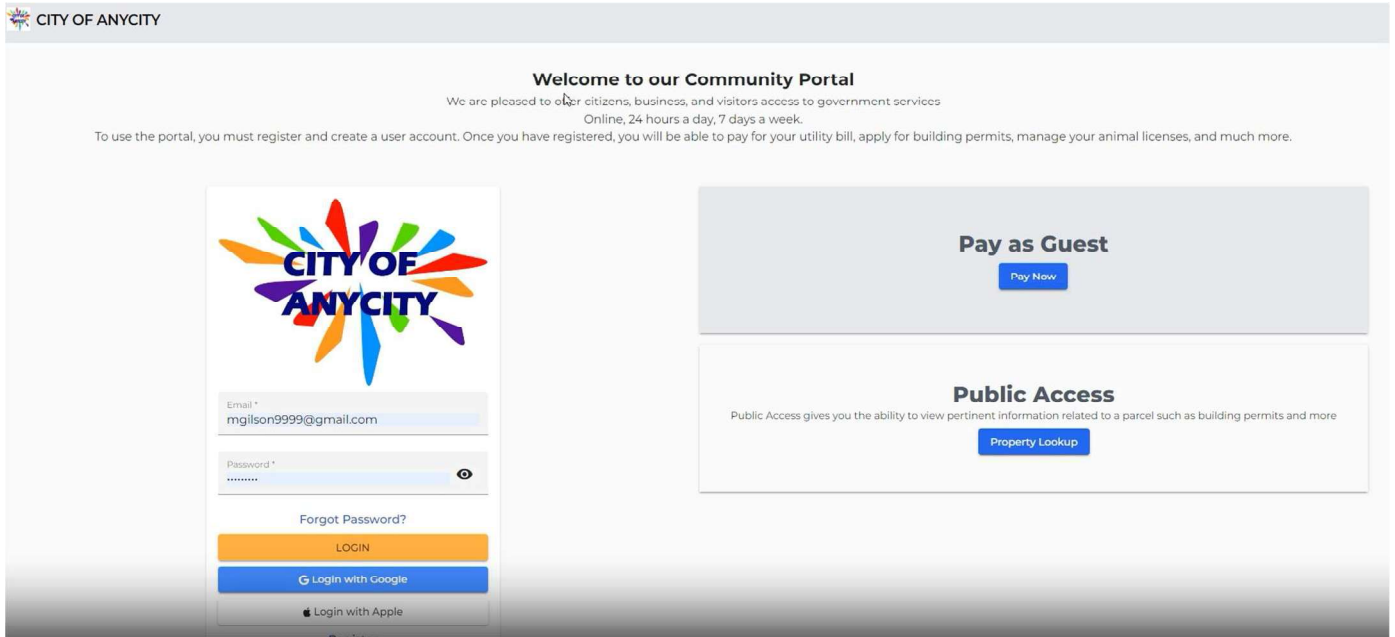 CITY OF ANYCITY
Welcome to our Community Portal
We are pleased to offer citizens, business, and visitors access to government services
Online, 24 hours a day, 7 days a week.
To use the portal, you must register and create a user account. Once you have registered, you will be able to pay for your utility bill, apply for building permits, manage your animal licenses, and much more.
CITY OF
ANYCITY
Email *
mgilson9999@gmail.com
Password *
.........
Forgot Password?
LOGIN
G Login with Google
Login with Apple
Pay as Guest
Pay Now
Public Access
Public Access gives you the ability to view pertinent information related to a parcel such as building permits and more
Property Lookup